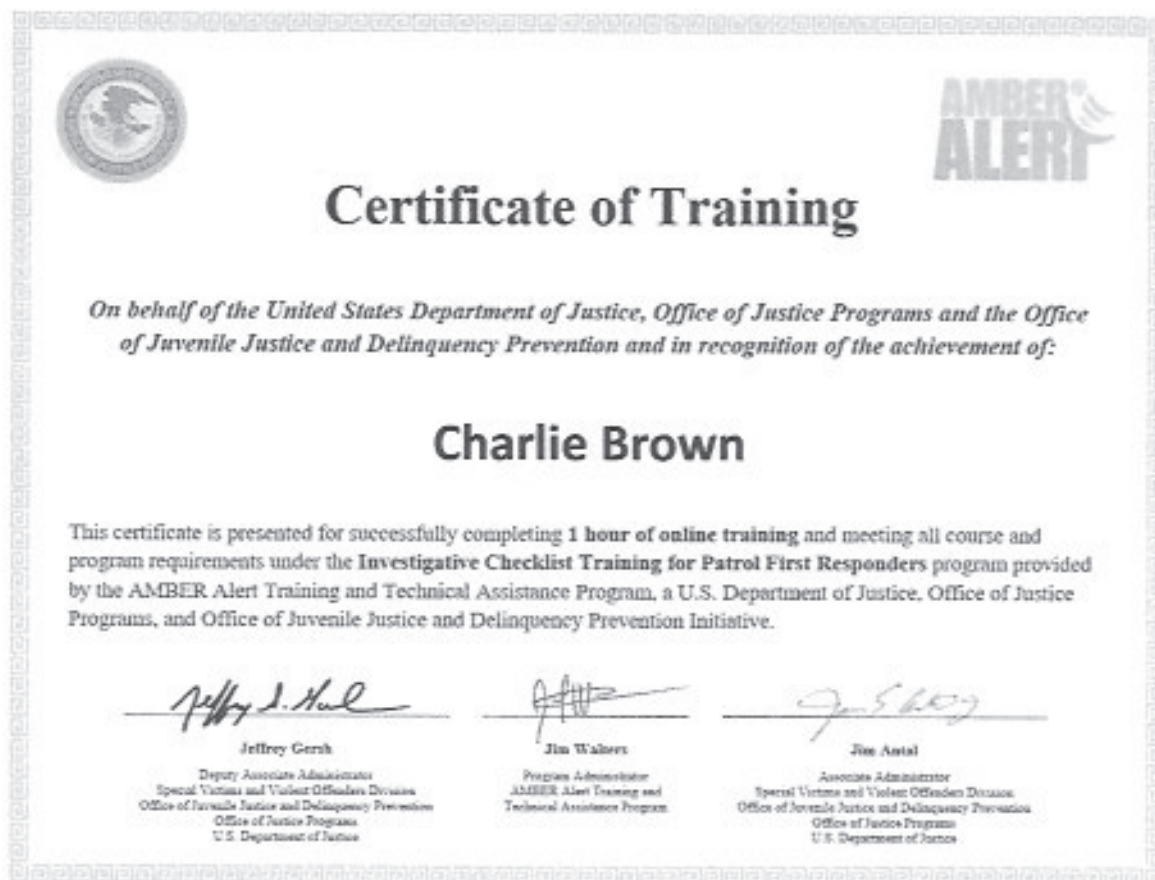 AMBER
ALERT
Certificate of Training
On behalf of the United States Department of Justice, Office of Justice Programs and the Office
of Juvenile Justice and Delinquency Prevention and in recognition of the achievement of:
Charlie Brown
This certificate is presented for successfully completing 1 hour of online training and meeting all course and
program requirements under the Investigative Checklist Training for Patrol First Responders program provided
by the AMBER Alert Training and Technical Assistance Program, a U.S. Department of Justice, Office of Justice
Programs, and Office of Juvenile Justice and Delinquency Prevention Initiative.
Jeffrey Gersh
Deputy Associate Administrator
Special Victims and Violent Offenders Division
Office of Juvenile Justice and Delinquency Prevention
Office of Justice Programs
U.S. Department of Justice
Jim Walters
Program Administrator
AMBER Alert Training and
Technical Assistance Program
Jim Antal
Associate Administrator
Special Victims and Violent Offenders Division
Office of Juvenile Justice and Delinquency Prevention
Office of Justice Programs
U.S. Department of Justice